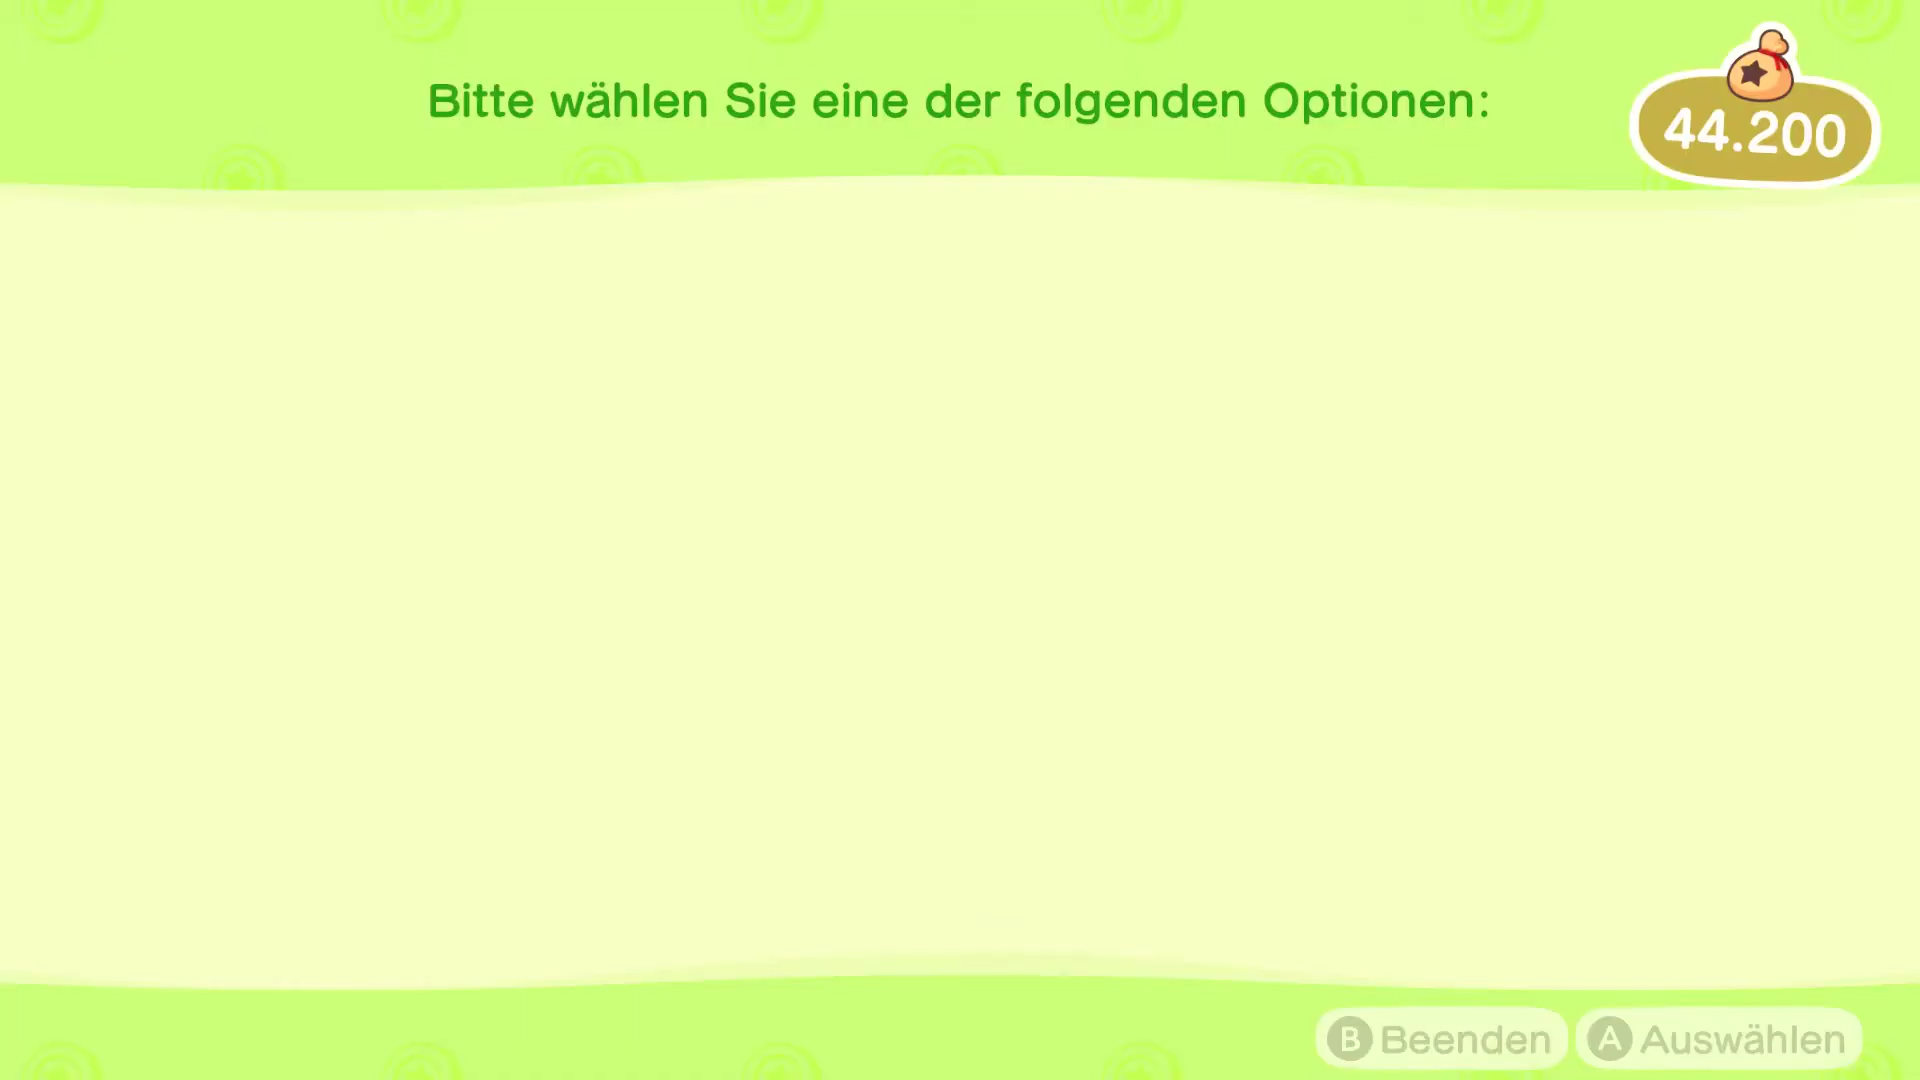 Bitte wählen Sie eine der folgenden Optionen:
44.200
B Beenden A Auswählen